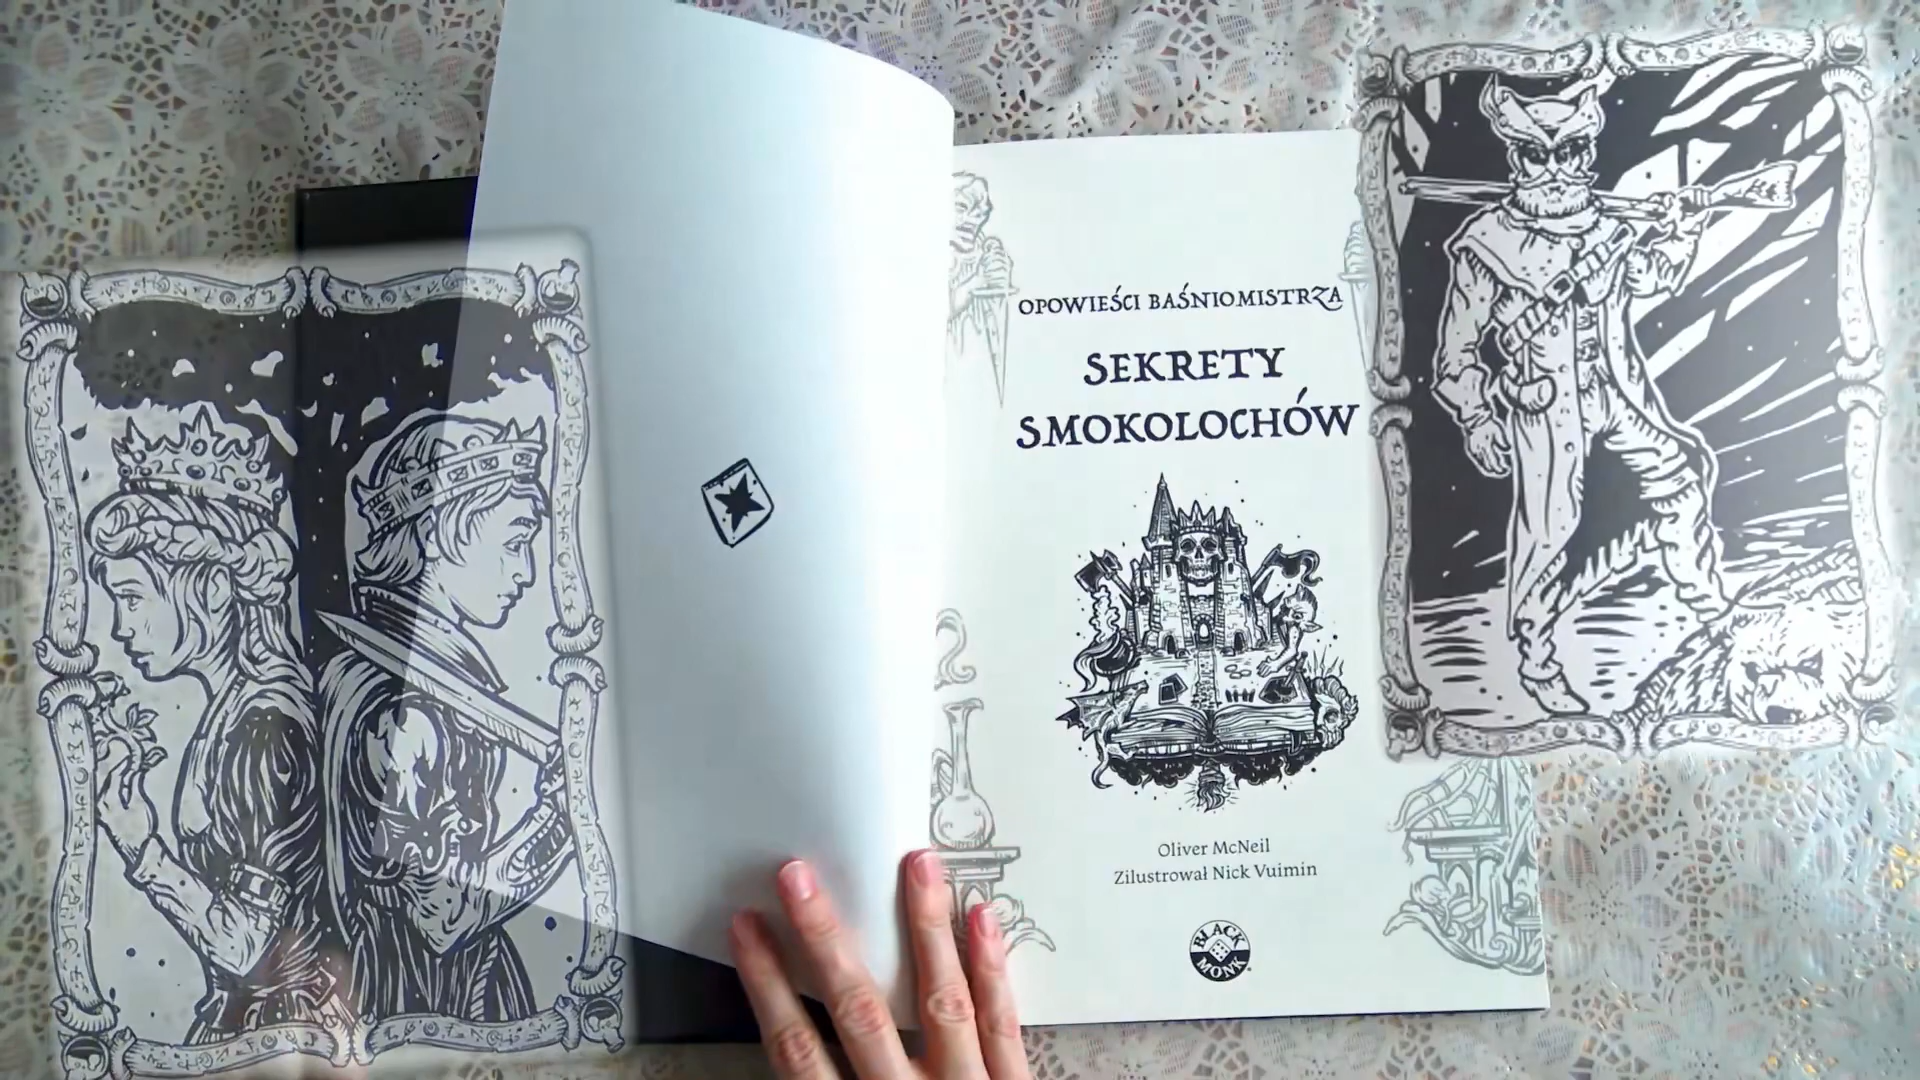 OPOWIEŚCI BAŚNIOMISTRZA
SEKRETY
SMOKOLOCHÓW
Oliver McNeil
Zilustrował Nick Vuimin
BLACK
MONK